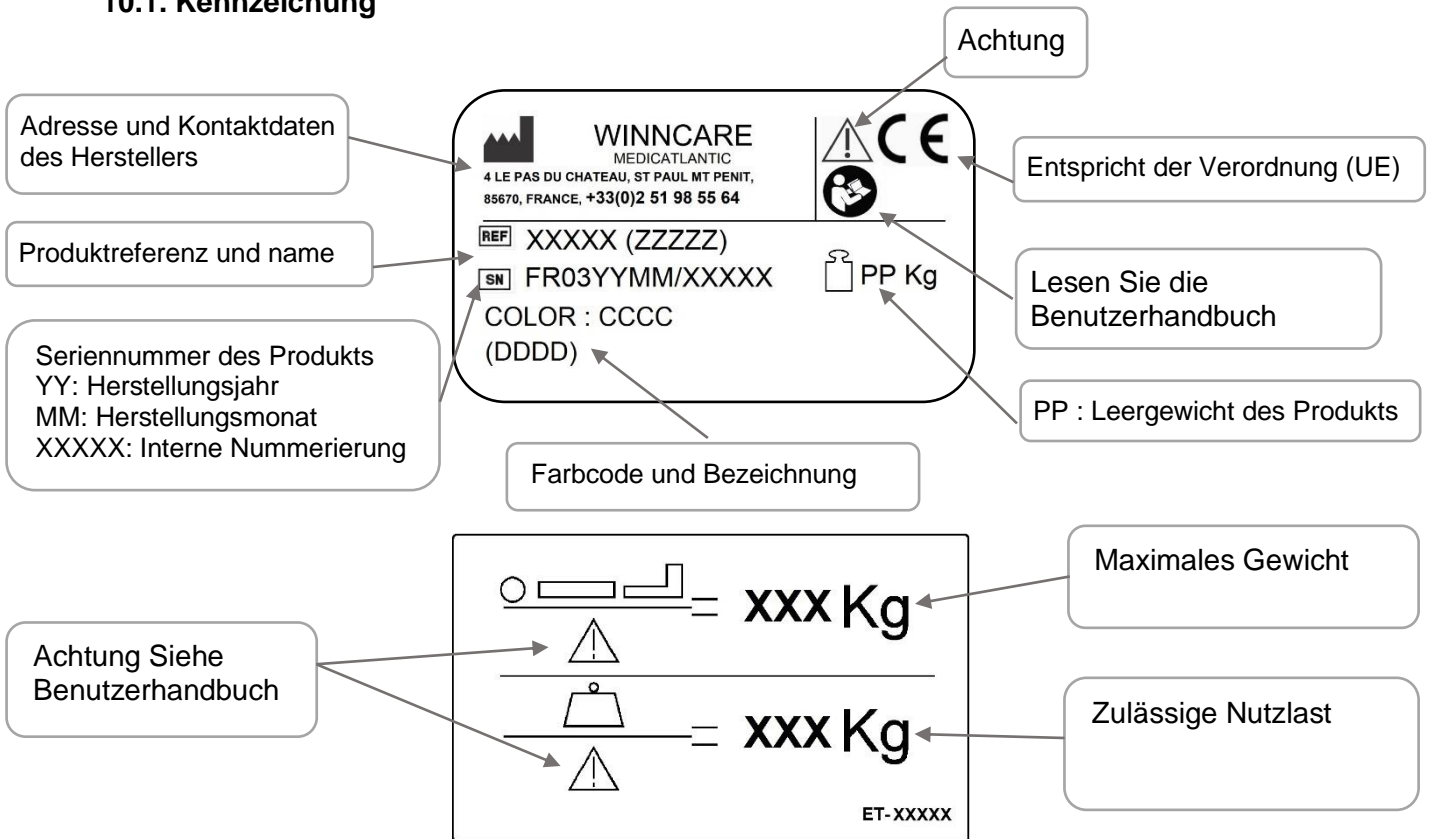 10.1. Kennzeichung
Achtung
Adresse und Kontaktdaten
des Herstellers
WINNCARE
MEDICATLANTIC
4 LE PAS DU CHATEAU, ST PAUL MT PENIT,
85670, FRANCE, +33(0)2 51 98 55 64
CE
Entspricht der Verordnung (UE)
Produktreferenz und name
REF XXXXX (ZZZZZ)
SN FR03YYMM/XXXXX
PP Kg
COLOR : CCCC
(DDDD)
Lesen Sie die
Benutzerhandbuch
Seriennummer des Produkts
YY: Herstellungsjahr
MM: Herstellungsmonat
XXXXX: Interne Nummerierung
PP : Leergewicht des Produkts
Farbcode und Bezeichnung
= XXX Kg
Maximales Gewicht
Achtung Siehe
Benutzerhandbuch
= XXX Kg
Zulässige Nutzlast
ET-XXXXX